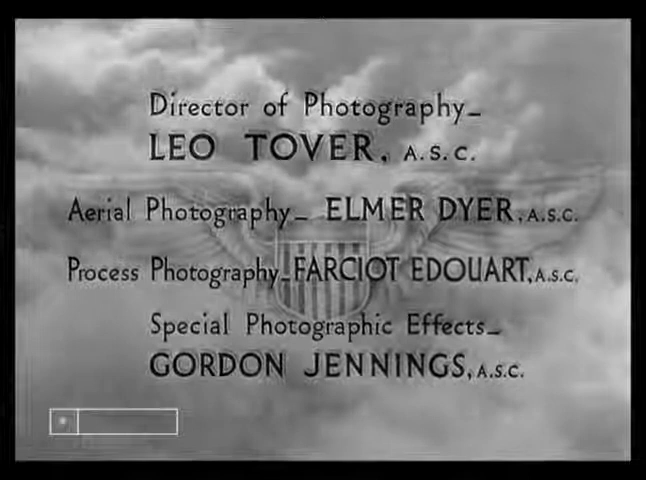 Director of Photography_
LEO TOVER, A.S.C.
Aerial Photography_ ELMER DYER, A.S.C.
Process Photography_FARCIOT EDOUART, A.S.C.
Special Photographic Effects_
GORDON JENNINGS, A.S.C.